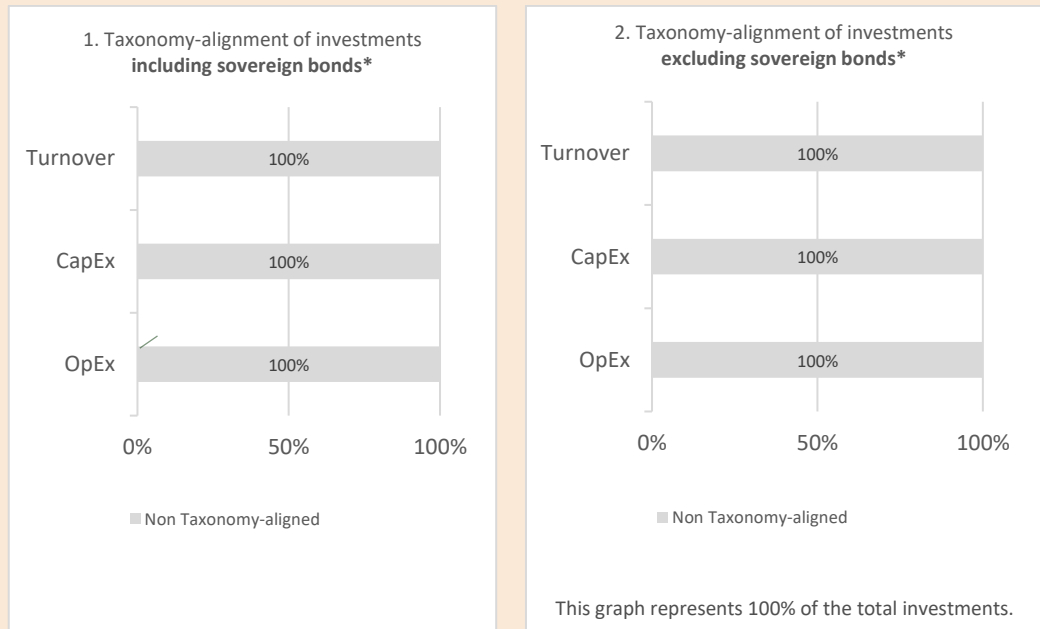 1. Taxonomy-alignment of investments
including sovereign bonds*
Turnover
100%
CapEx
100%
OpEx
100%
0%
50%
100%
Non Taxonomy-aligned
2. Taxonomy-alignment of investments
excluding sovereign bonds*
Turnover
100%
CapEx
100%
OpEx
100%
0%
50%
100%
Non Taxonomy-aligned
This graph represents 100% of the total investments.